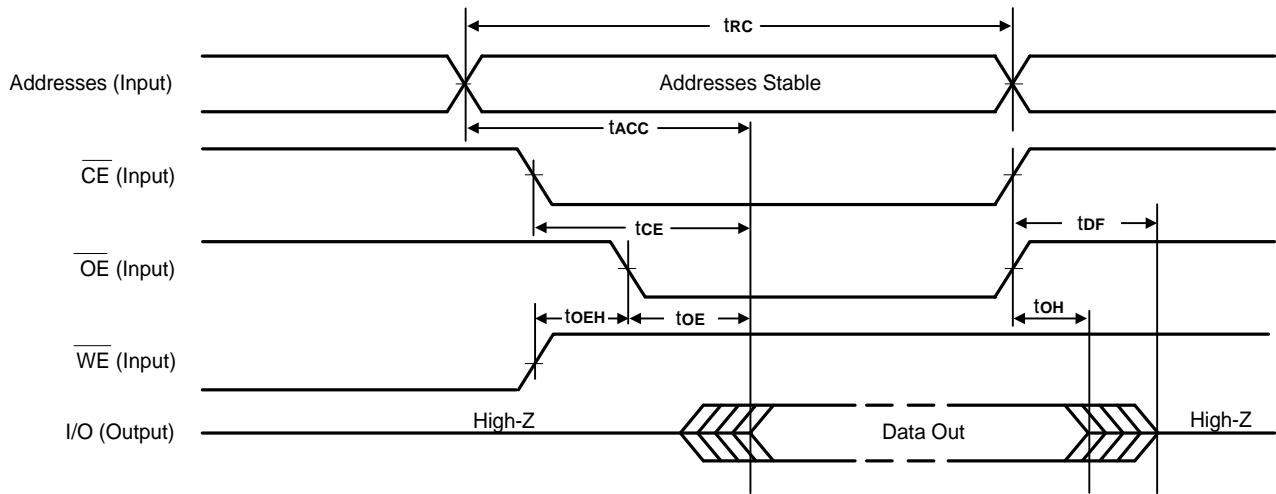 tRC
Addresses (Input)
Addresses Stable
tACC
CE (Input)
tCE
tDF
OE (Input)
tOEH
tOE
tOH
WE (Input)
High-Z
I/O (Output)
Data Out
High-Z